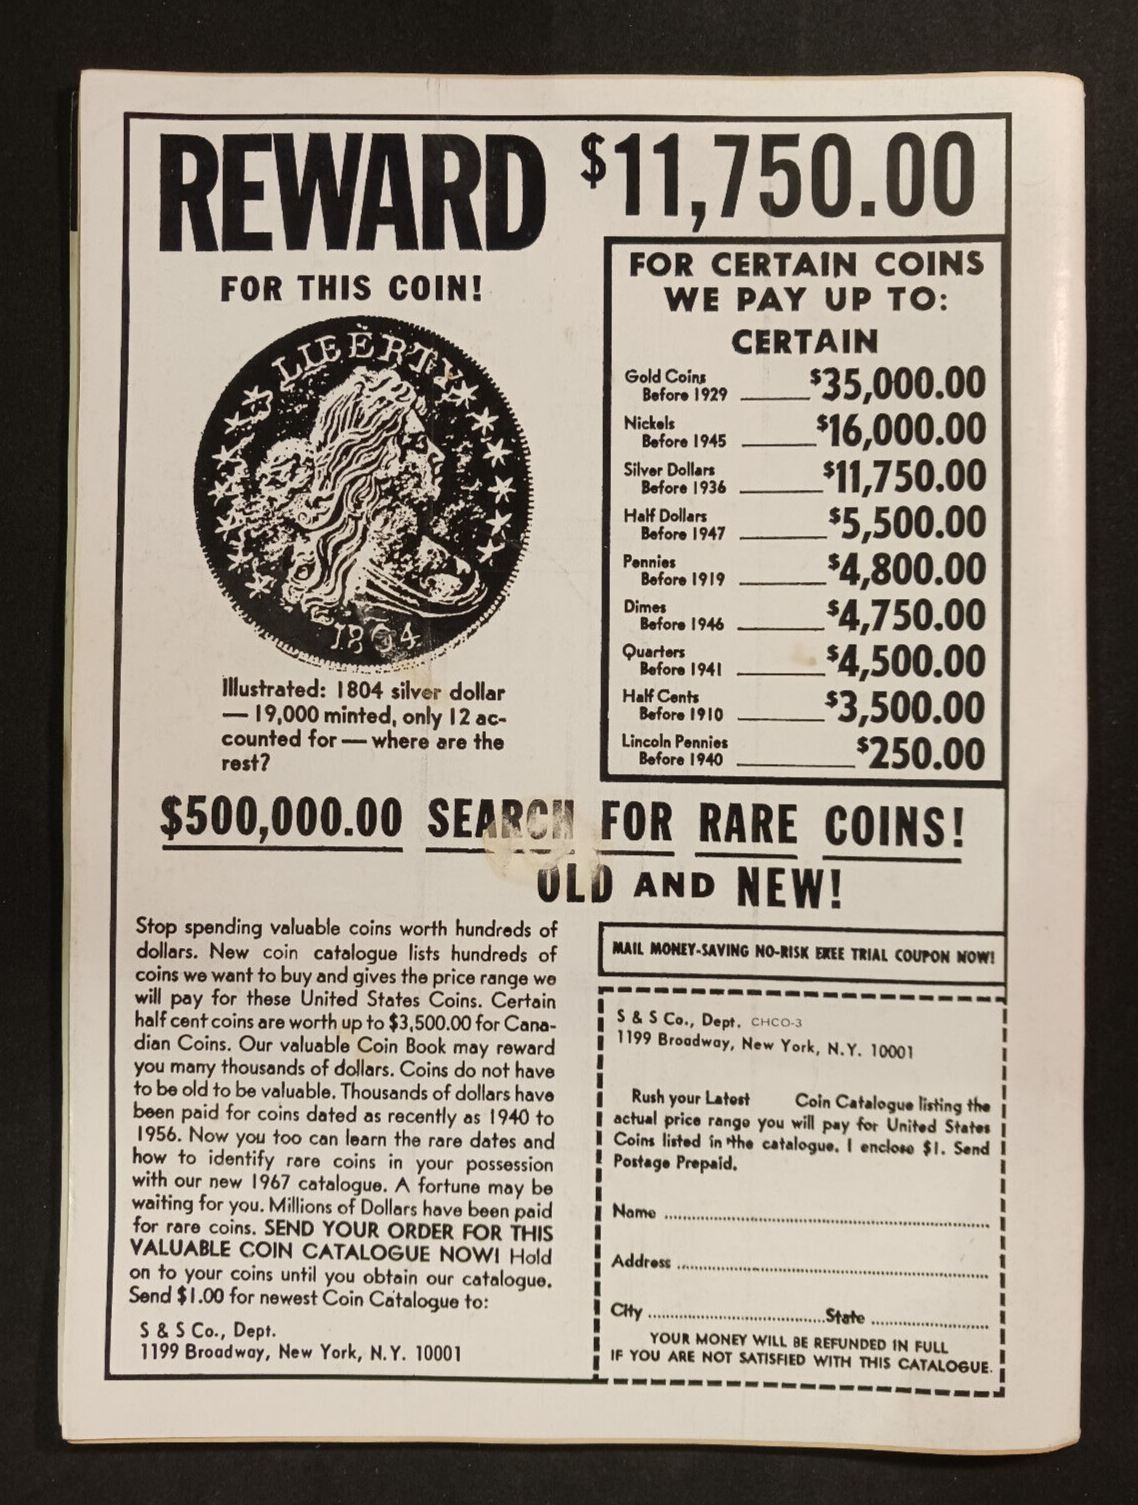 REWARD $11,750.00
FOR THIS COIN!
LIBERTY
1804
Illustrated: 1804 silver dollar
— 19,000 minted, only 12 ac-
counted for — where are the
rest?
FOR CERTAIN COINS
WE PAY UP TO:
CERTAIN
Gold Coins
Before 1929 $35,000.00
Nickels
Before 1945 $16,000.00
Silver Dollars
Before 1936 $11,750.00
Half Dollars
Before 1947 $5,500.00
Pennies
Before 1919 $4,800.00
Dimes
Before 1946 $4,750.00
Quarters
Before 1941 $4,500.00
Half Cents
Before 1910 $3,500.00
Lincoln Pennies
Before 1940 $250.00
$500,000.00 SEARCH FOR RARE COINS!
OLD AND NEW!
Stop spending valuable coins worth hundreds of
dollars. New coin catalogue lists hundreds of
coins we want to buy and gives the price range we
will pay for these United States Coins. Certain
half cent coins are worth up to $3,500.00 for Cana-
dian Coins. Our valuable Coin Book may reward
you many thousands of dollars. Coins do not have
to be old to be valuable. Thousands of dollars have
been paid for coins dated as recently as 1940 to
1956. Now you too can learn the rare dates and
how to identify rare coins in your possession
with our new 1967 catalogue. A fortune may be
waiting for you. Millions of Dollars have been paid
for rare coins. SEND YOUR ORDER FOR THIS
VALUABLE COIN CATALOGUE NOW! Hold
on to your coins until you obtain our catalogue.
Send $1.00 for newest Coin Catalogue to:
S & S Co., Dept.
1199 Broadway, New York, N.Y. 10001
MAIL MONEY-SAVING NO-RISK FREE TRIAL COUPON NOW!
S & S Co., Dept. CHCO-3
1199 Broadway, New York, N.Y. 10001
Rush your Latest Coin Catalogue listing the
actual price range you will pay for United States
Coins listed in the catalogue. I enclose $1. Send
Postage Prepaid.
Name
Address
City State
YOUR MONEY WILL BE REFUNDED IN FULL
IF YOU ARE NOT SATISFIED WITH THIS CATALOGUE.